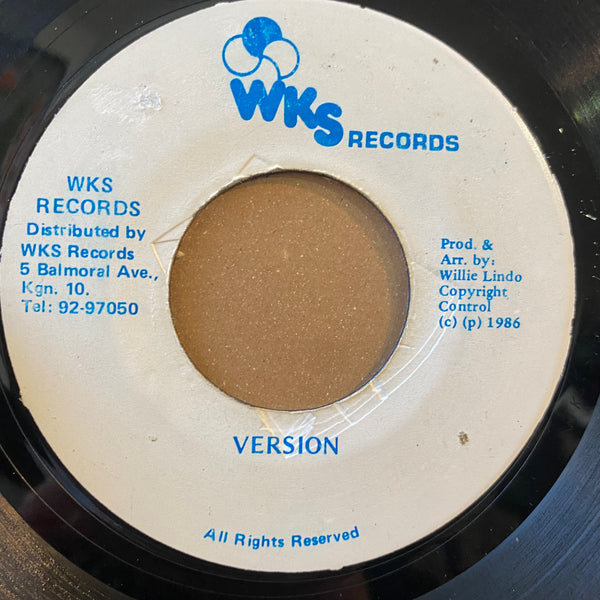 WKS RECORDS
WKS
RECORDS
Distributed by
WKS Records
5 Balmoral Ave.,
Kgn. 10.
Tel: 92-97050
Prod. &
Arr. by:
Willie Lindo
Copyright
Control
(c) (p) 1986
VERSION
All Rights Reserved